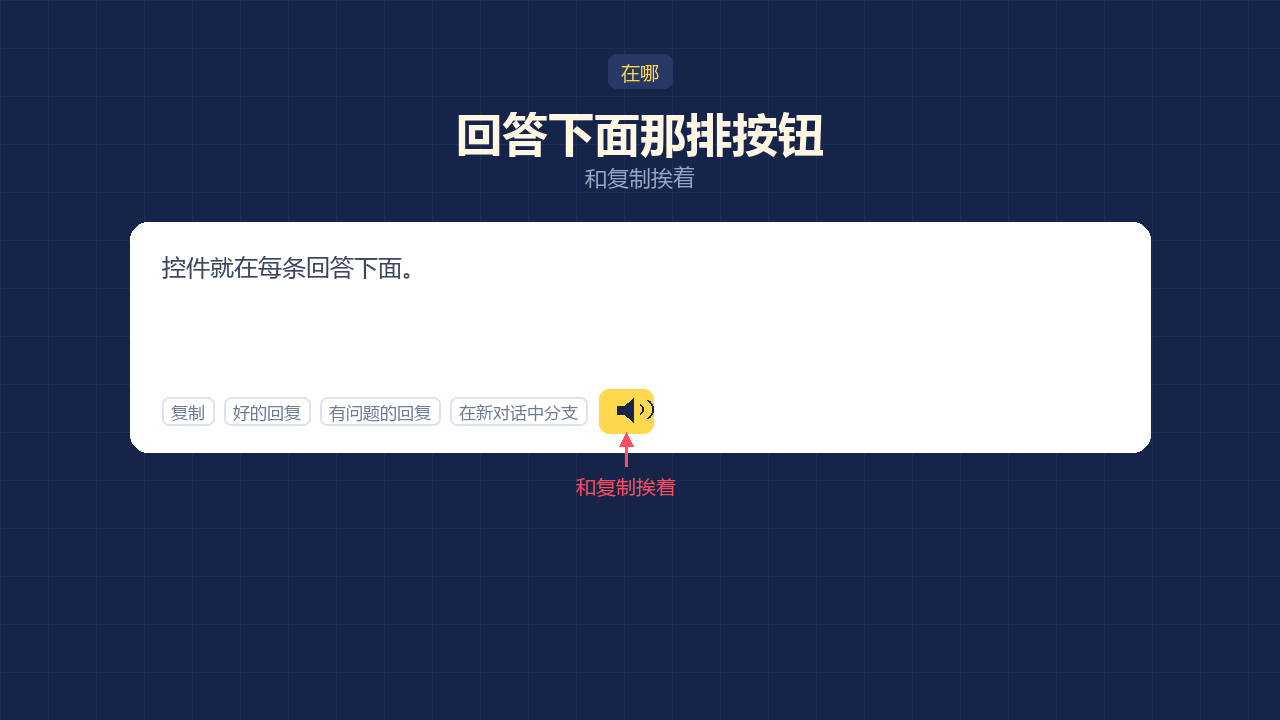 在哪
回答下面那排按钮
和复制挨着
控件就在每条回答下面。
复制 好的回复 有问题的回复 在新对话中分支
和复制挨着